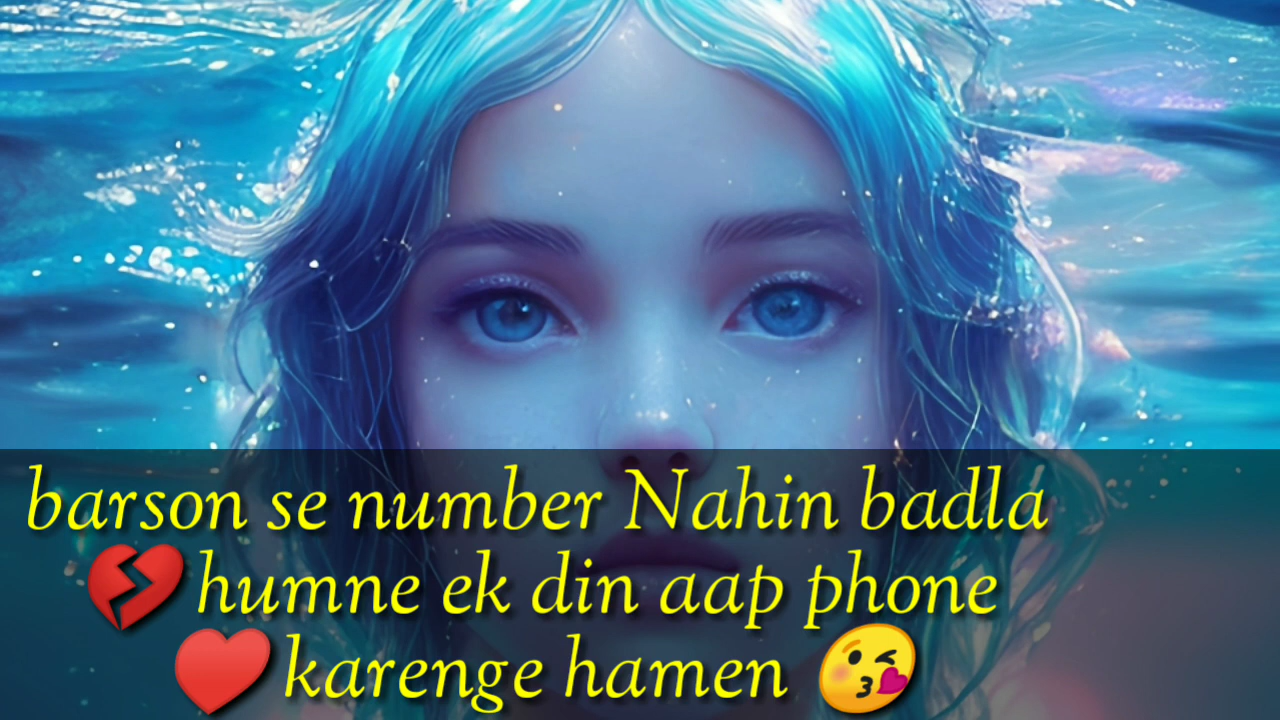 barson se number Nahin badla
💔humne ek din aap phone
❤️karenge hamen 😘